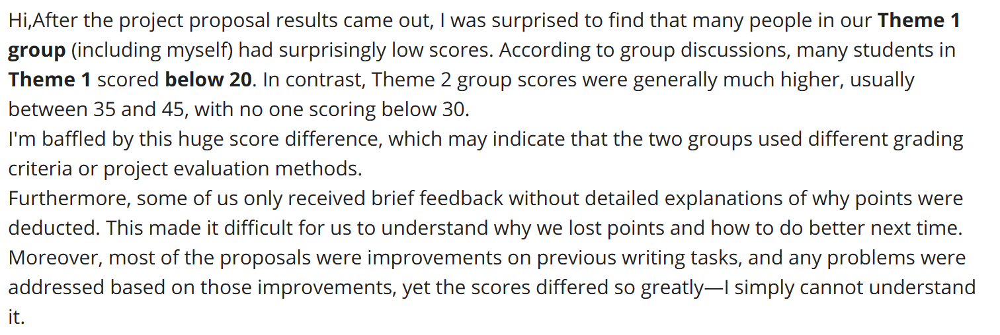 Hi,After the project proposal results came out, I was surprised to find that many people in our Theme 1
group (including myself) had surprisingly low scores. According to group discussions, many students in
Theme 1 scored below 20. In contrast, Theme 2 group scores were generally much higher, usually
between 35 and 45, with no one scoring below 30.
I'm baffled by this huge score difference, which may indicate that the two groups used different grading
criteria or project evaluation methods.
Furthermore, some of us only received brief feedback without detailed explanations of why points were
deducted. This made it difficult for us to understand why we lost points and how to do better next time.
Moreover, most of the proposals were improvements on previous writing tasks, and any problems were
addressed based on those improvements, yet the scores differed so greatly—I simply cannot understand
it.